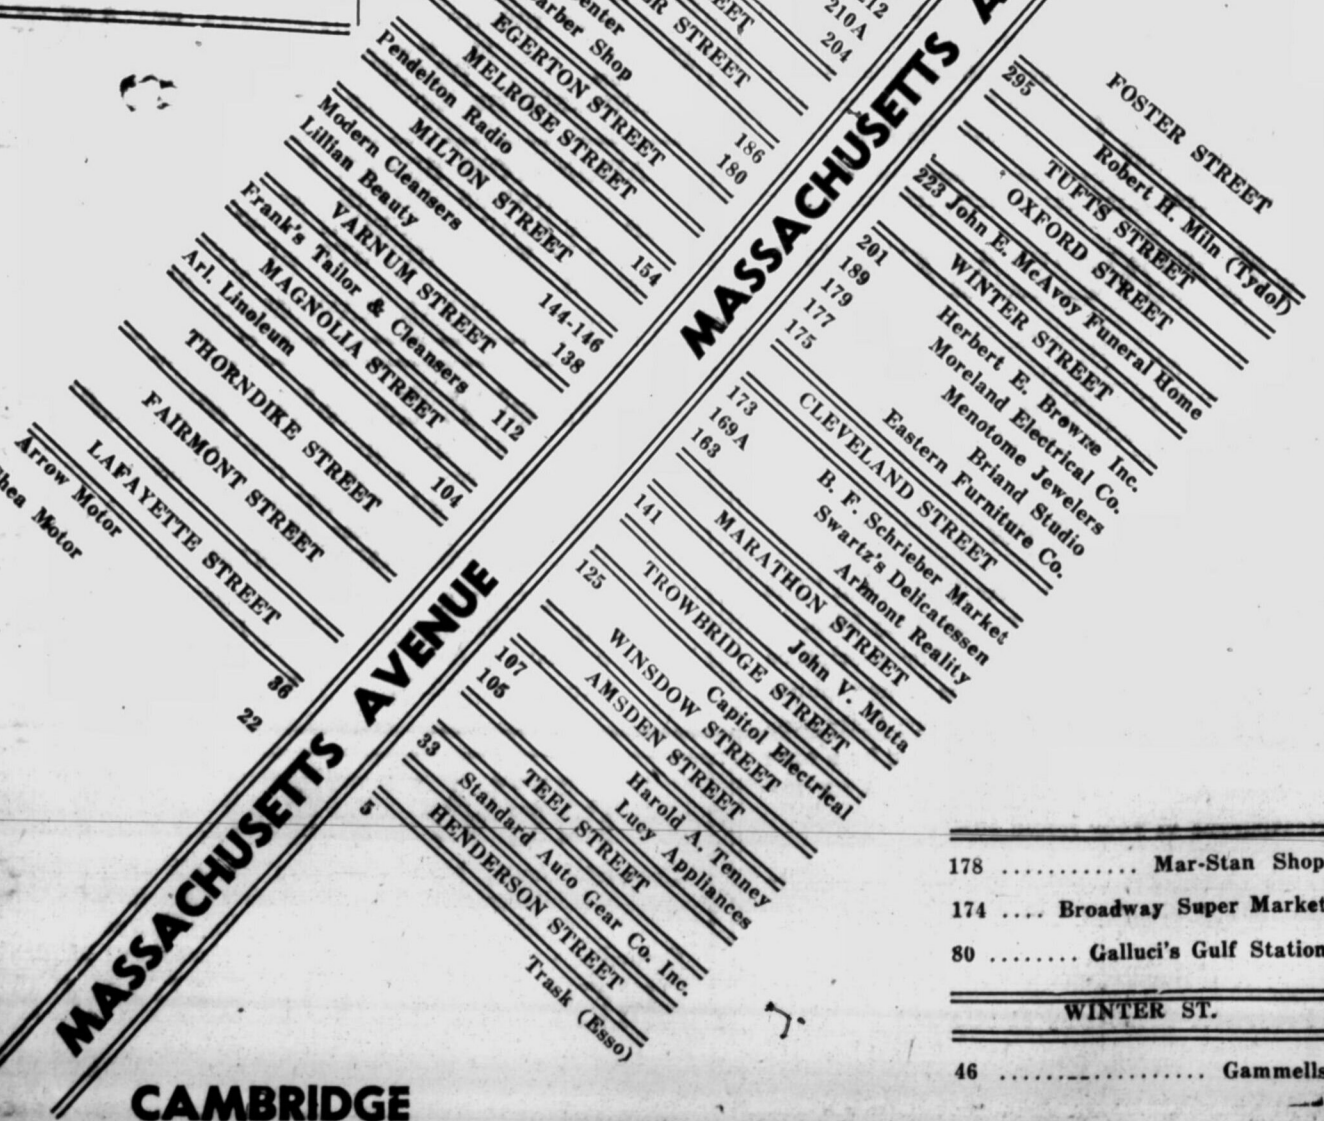 Barber Shop
EGERTON STREET
MELROSE STREET
Pendelton Radio
MILTON STREET
Modern Cleansers
Lillian Beauty
VARNUM STREET
Frank's Tailor & Cleansers
MAGNOLIA STREET
Arl. Linoleum
THORNDIKE STREET
FAIRMONT STREET
LAFAYETTE STREET
Arrow Motor
Motor
210A
204
186
180
154
144-146
138
112
104
36
22
MASSACHUSETTS
MASSACHUSETTS AVENUE
FOSTER STREET
295 Robert H. Miln (Tydol)
TUFTS STREET
OXFORD STREET
223 John E. McAvoy Funeral Home
WINTER STREET
201 Herbert E. Browne Inc.
189 Moreland Electrical Co.
179 Menotome Jewelers
177 Briand Studio
175 Eastern Furniture Co.
CLEVELAND STREET
173 B. F. Schrieber Market
169A Swartz's Delicatessen
163 Armont Reality
MARATHON STREET
141 John V. Motta
TROWBRIDGE STREET
125 Capitol Electrical
WINSDOW STREET
AMSDEN STREET
107 Harold A. Tenney
105 Lucy Appliances
TEEL STREET
33 Standard Auto Gear Co. Inc.
HENDERSON STREET
5 Trask (Esso)
CAMBRIDGE
178 ........... Mar-Stan Shop
174 .... Broadway Super Market
80 ........ Galluci's Gulf Station
WINTER ST.
46 .................. Gammells